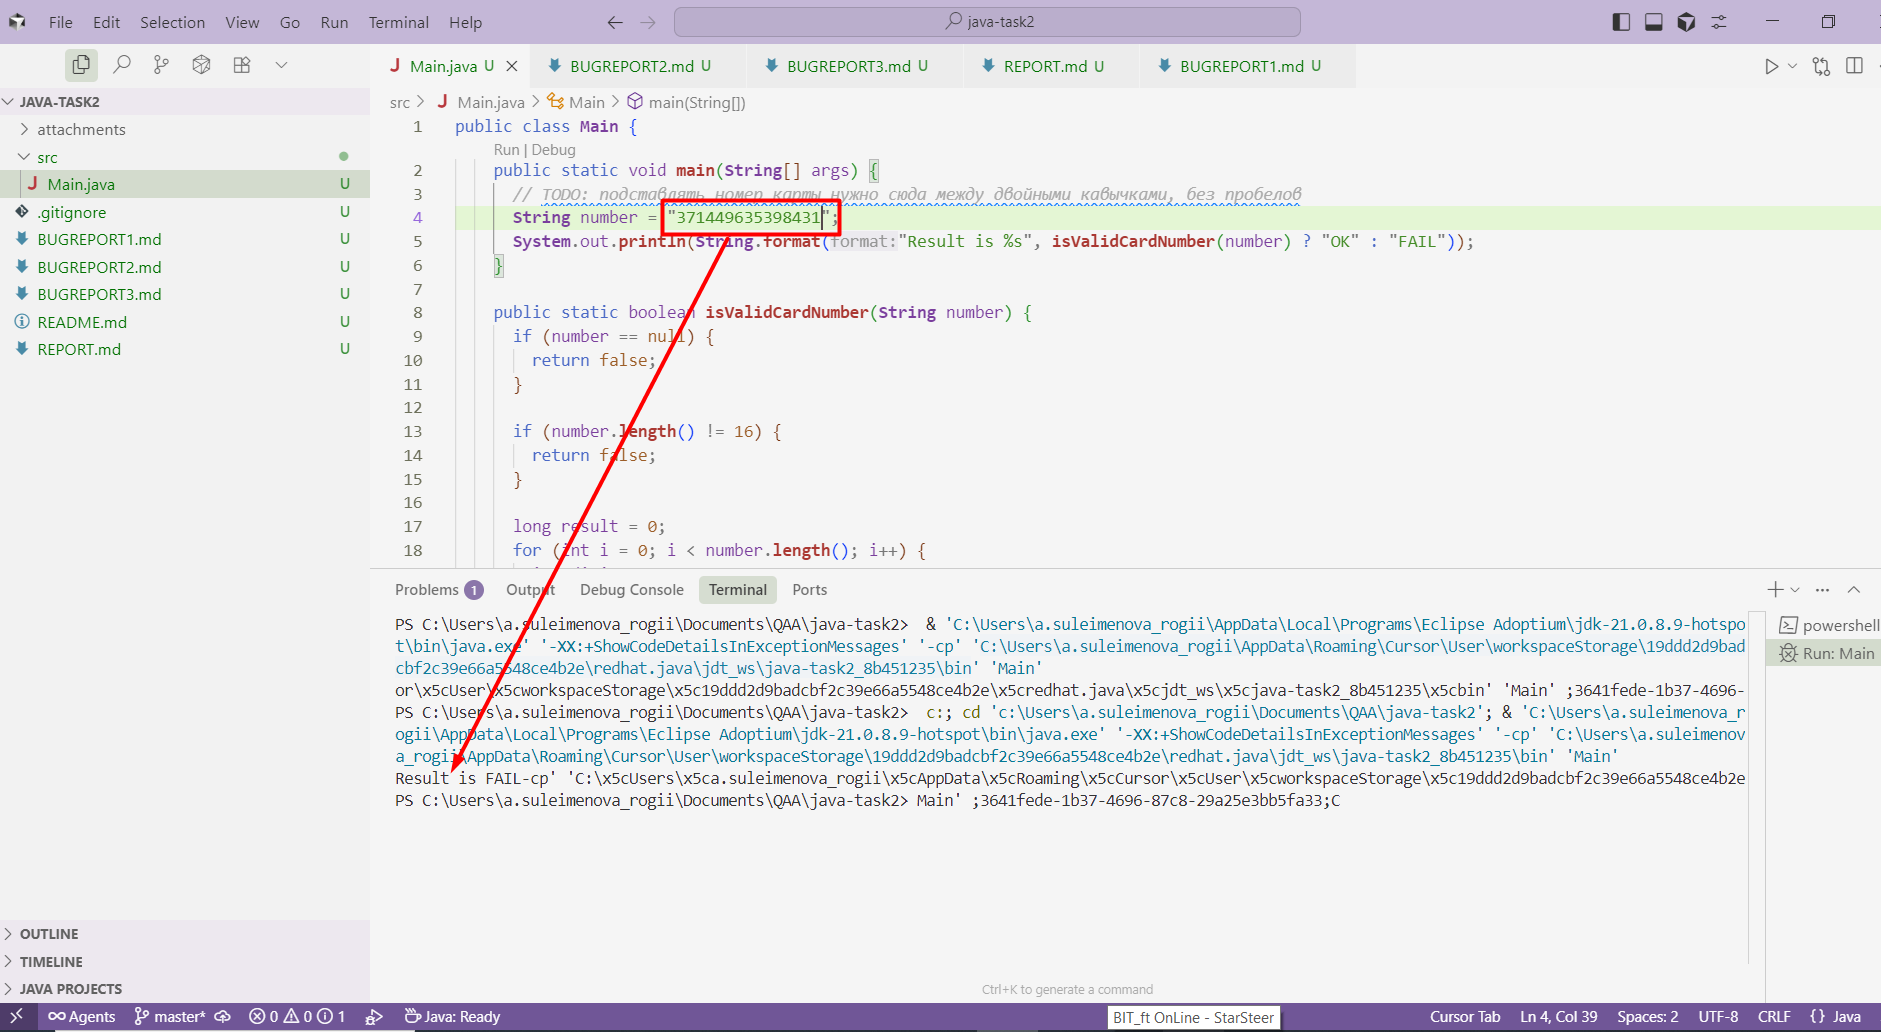 File Edit Selection View Go Run Terminal Help
java-task2
Main.java U
BUGREPORT2.md U
BUGREPORT3.md U
REPORT.md U
BUGREPORT1.md U
JAVA-TASK2
attachments
src
Main.java U
.gitignore U
BUGREPORT1.md U
BUGREPORT2.md U
BUGREPORT3.md U
README.md U
REPORT.md U
OUTLINE
TIMELINE
JAVA PROJECTS
src > Main.java > Main > main(String[])
1 public class Main {
Run | Debug
2 public static void main(String[] args) {
3 // TODO: подставлять номер карты нужно сюда между двойными кавычками, без пробелов
4 String number = "371449635398431";
5 System.out.println(String.format(format:"Result is %s", isValidCardNumber(number) ? "OK" : "FAIL"));
6 }
7
8 public static boolean isValidCardNumber(String number) {
9 if (number == null) {
10 return false;
11 }
12
13 if (number.length() != 16) {
14 return false;
15 }
16
17 long result = 0;
18 for (int i = 0; i < number.length(); i++) {
Problems 1 Output Debug Console Terminal Ports
PS C:\Users\a.suleimenova_rogii\Documents\QAA\java-task2> & 'C:\Users\a.suleimenova_rogii\AppData\Local\Programs\Eclipse Adoptium\jdk-21.0.8.9-hotspo
t\bin\java.exe' '-XX:+ShowCodeDetailsInExceptionMessages' '-cp' 'C:\Users\a.suleimenova_rogii\AppData\Roaming\Cursor\User\workspaceStorage\19ddd2d9bad
cbf2c39e66a5548ce4b2e\redhat.java\jdt_ws\java-task2_8b451235\bin' 'Main'
or\x5cUser\x5cworkspaceStorage\x5c19ddd2d9badcbf2c39e66a5548ce4b2e\x5credhat.java\x5cjdt_ws\x5cjava-task2_8b451235\x5cbin' 'Main' ;3641fede-1b37-4696-
PS C:\Users\a.suleimenova_rogii\Documents\QAA\java-task2> c:; cd 'c:\Users\a.suleimenova_rogii\Documents\QAA\java-task2'; & 'C:\Users\a.suleimenova_r
ogii\AppData\Local\Programs\Eclipse Adoptium\jdk-21.0.8.9-hotspot\bin\java.exe' '-XX:+ShowCodeDetailsInExceptionMessages' '-cp' 'C:\Users\a.suleimenov
a_rogii\AppData\Roaming\Cursor\User\workspaceStorage\19ddd2d9badcbf2c39e66a5548ce4b2e\redhat.java\jdt_ws\java-task2_8b451235\bin' 'Main'
Result is FAIL-cp' 'C:\x5cUsers\x5ca.suleimenova_rogii\x5cAppData\x5cRoaming\x5cCursor\x5cUser\x5cworkspaceStorage\x5c19ddd2d9badcbf2c39e66a5548ce4b2e
PS C:\Users\a.suleimenova_rogii\Documents\QAA\java-task2> Main' ;3641fede-1b37-4696-87c8-29a25e3bb5fa33;C
powershell
Run: Main
Ctrl+K to generate a command
Agents master* 0 0 1 Java: Ready
BIT_ft OnLine - StarSteer
Cursor Tab Ln 4, Col 39 Spaces: 2 UTF-8 CRLF {} Java